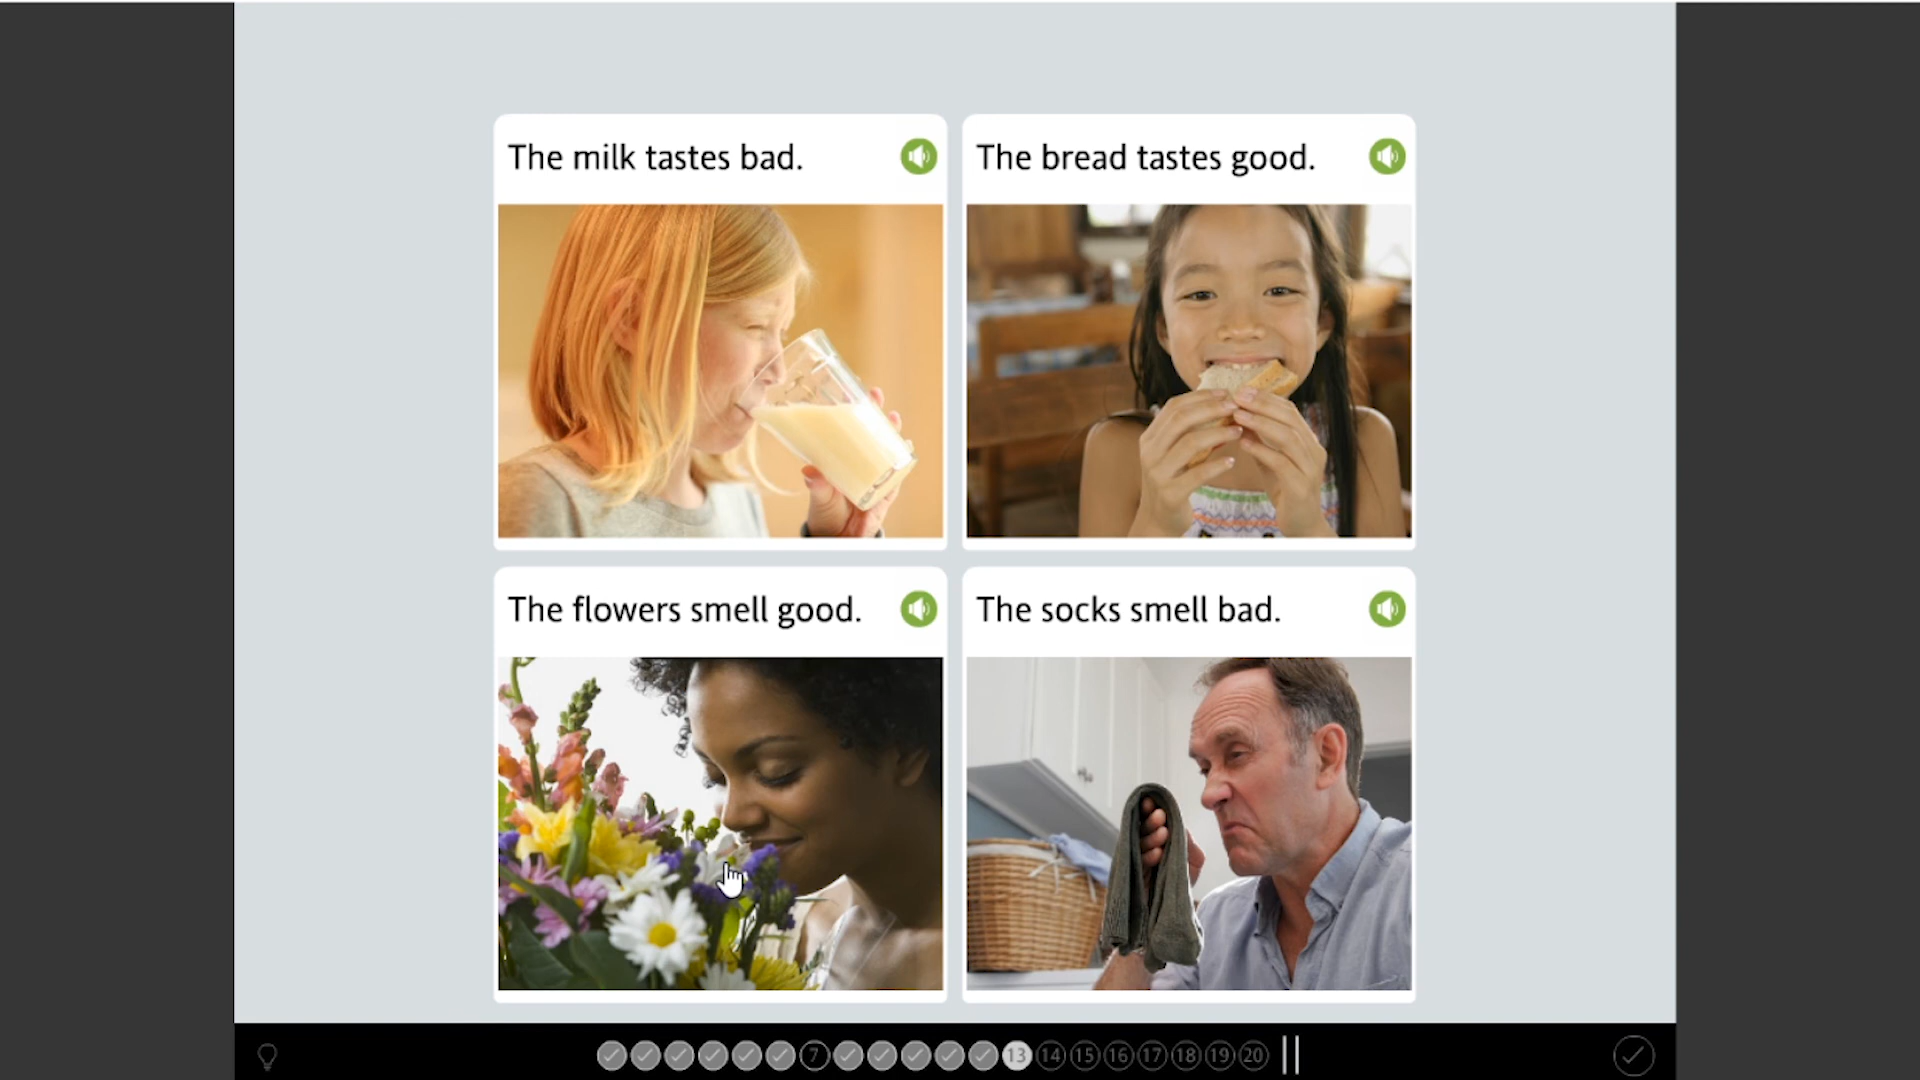 The milk tastes bad.
The bread tastes good.
The flowers smell good.
The socks smell bad.
7 13 14 15 16 17 18 19 20